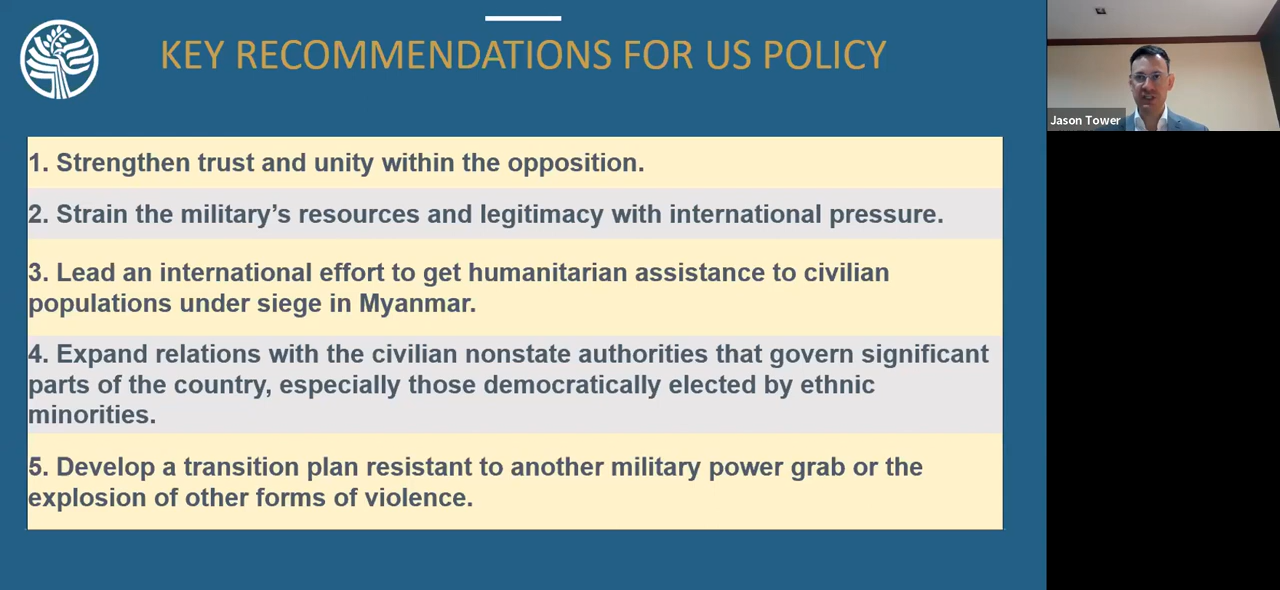 KEY RECOMMENDATIONS FOR US POLICY
Jason Tower
1. Strengthen trust and unity within the opposition.
2. Strain the military’s resources and legitimacy with international pressure.
3. Lead an international effort to get humanitarian assistance to civilian
populations under siege in Myanmar.
4. Expand relations with the civilian nonstate authorities that govern significant
parts of the country, especially those democratically elected by ethnic
minorities.
5. Develop a transition plan resistant to another military power grab or the
explosion of other forms of violence.